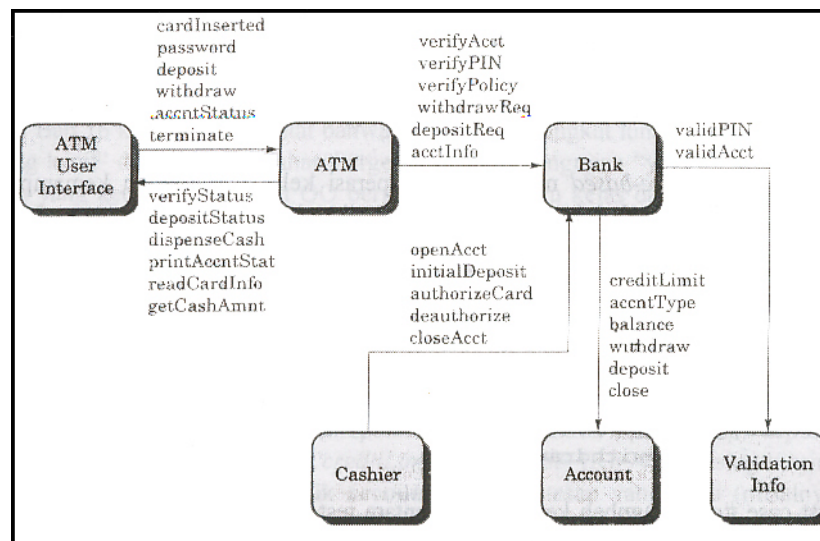 cardInserted
password
deposit
withdraw
accntStatus
terminate
verifyAcct
verifyPIN
verifyPolicy
withdrawReq
depositReq
acctInfo
validPIN
validAcct
ATM
User
Interface
ATM
Bank
verifyStatus
depositStatus
dispenseCash
printAccntStat
readCardInfo
getCashAmnt
openAcct
initialDeposit
authorizeCard
deauthorize
closeAcct
creditLimit
accntType
balance
withdraw
deposit
close
Cashier
Account
Validation
Info